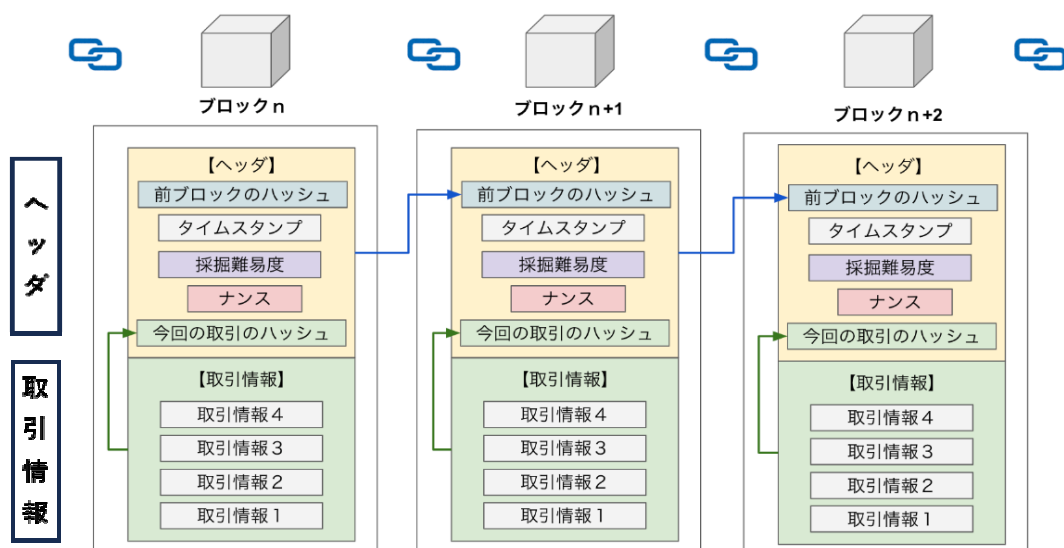 ブロックn
ブロックn+1
ブロックn+2
ヘッダ
【ヘッダ】
前ブロックのハッシュ
タイムスタンプ
採掘難易度
ナンス
今回の取引のハッシュ
取引情報
【取引情報】
取引情報4
取引情報3
取引情報2
取引情報1
【ヘッダ】
前ブロックのハッシュ
タイムスタンプ
採掘難易度
ナンス
今回の取引のハッシュ
【取引情報】
取引情報4
取引情報3
取引情報2
取引情報1
【ヘッダ】
前ブロックのハッシュ
タイムスタンプ
採掘難易度
ナンス
今回の取引のハッシュ
【取引情報】
取引情報4
取引情報3
取引情報2
取引情報1